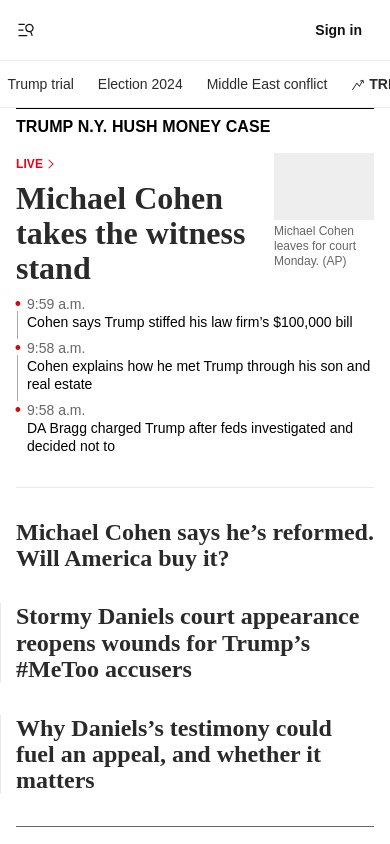 Sign in
Trump trial Election 2024 Middle East conflict TRE
TRUMP N.Y. HUSH MONEY CASE
LIVE
Michael Cohen
takes the witness
stand
Michael Cohen
leaves for court
Monday. (AP)
9:59 a.m.
Cohen says Trump stiffed his law firm’s $100,000 bill
9:58 a.m.
Cohen explains how he met Trump through his son and
real estate
9:58 a.m.
DA Bragg charged Trump after feds investigated and
decided not to
Michael Cohen says he’s reformed.
Will America buy it?
Stormy Daniels court appearance
reopens wounds for Trump’s
#MeToo accusers
Why Daniels’s testimony could
fuel an appeal, and whether it
matters